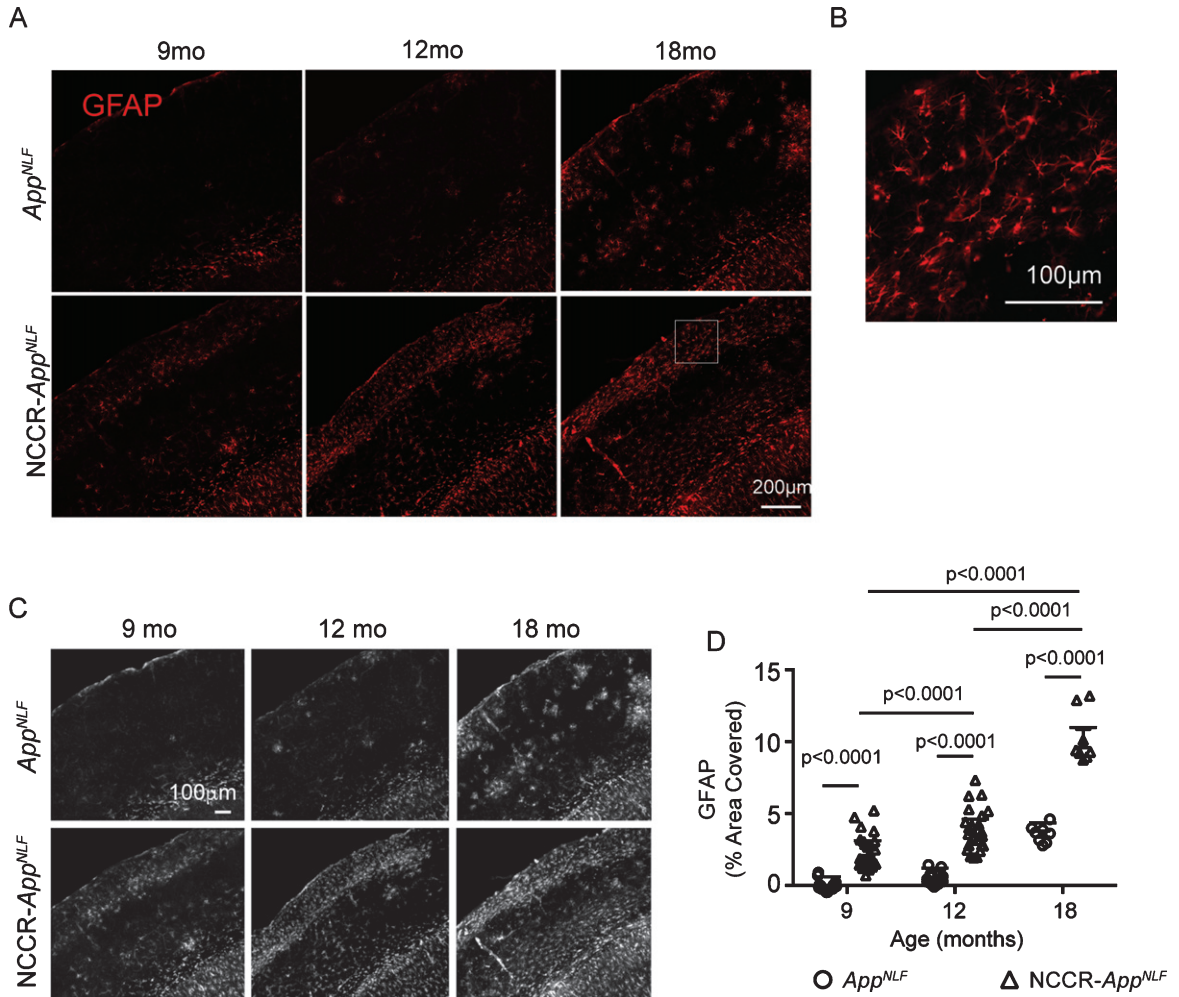 A
B
9mo 12mo 18mo
GFAP
App^NLF
NCCR-App^NLF
100µm
200µm
C
9 mo 12 mo 18 mo
App^NLF
100µm
NCCR-App^NLF
D
p<0.0001
p<0.0001
p<0.0001
p<0.0001
p<0.0001
p<0.0001
GFAP
(% Area Covered)
15
10
5
0
9 12 18
Age (months)
App^NLF NCCR-App^NLF